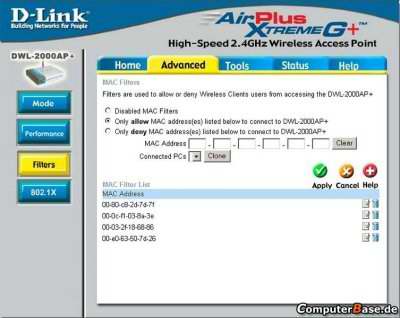 D-Link
Building Networks for People
AirPlus
XTREME G+™
High-Speed 2.4GHz Wireless Access Point
DWL-2000AP+
Home Advanced Tools Status Help
Mode
Performance
Filters
802.1X
MAC Filters
Filters are used to allow or deny Wireless Clients users from accessing the DWL-2000AP+
Disabled MAC Filters
Only allow MAC address(es) listed below to connect to DWL-2000AP+
Only deny MAC address(es) listed below to connect to DWL-2000AP+
MAC Address - - - - - Clear
Connected PCs Clone
Apply Cancel Help
MAC Filter List
MAC Address
00-80-c8-2d-7d-7f
00-0c-f1-03-8a-3e
00-03-2f-18-68-86
00-e0-63-50-7d-26
ComputerBase.de